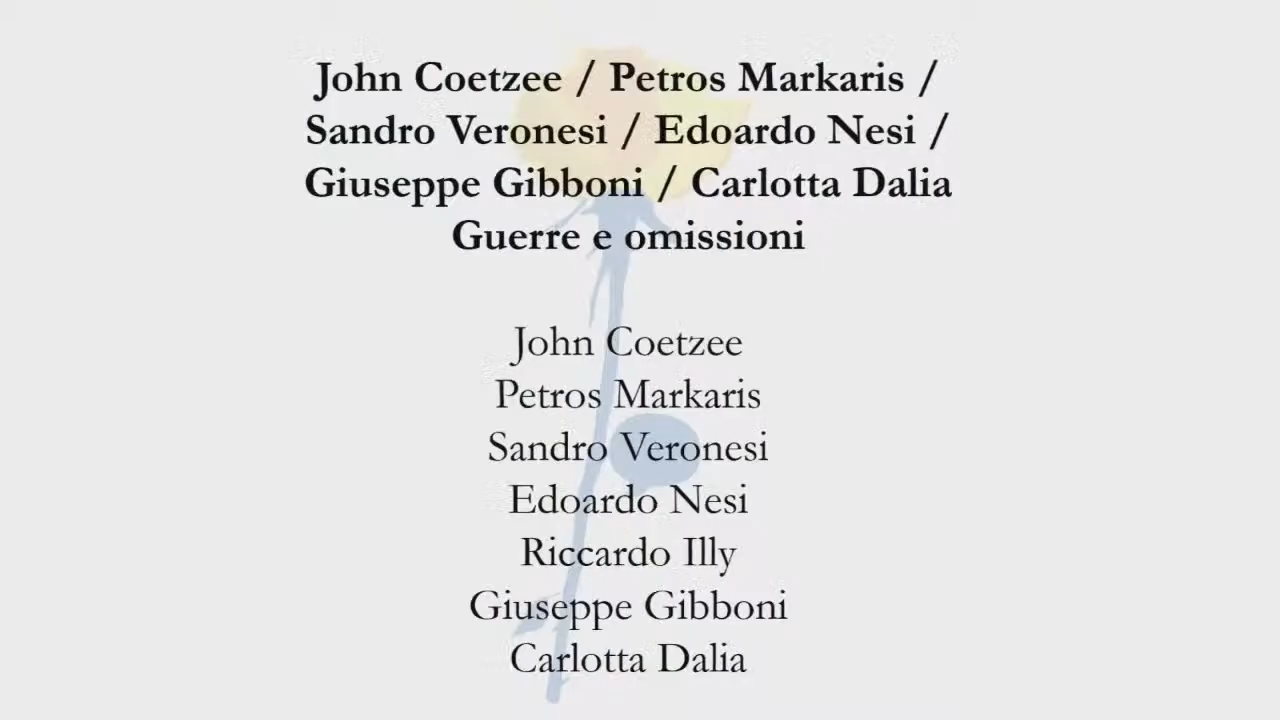 John Coetzee / Petros Markaris /
Sandro Veronesi / Edoardo Nesi /
Giuseppe Gibboni / Carlotta Dalia
Guerre e omissioni
John Coetzee
Petros Markaris
Sandro Veronesi
Edoardo Nesi
Riccardo Illy
Giuseppe Gibboni
Carlotta Dalia